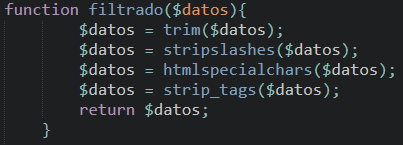 function filtrado($datos){
$datos = trim($datos);
$datos = stripslashes($datos);
$datos = htmlspecialchars($datos);
$datos = strip_tags($datos);
return $datos;
}